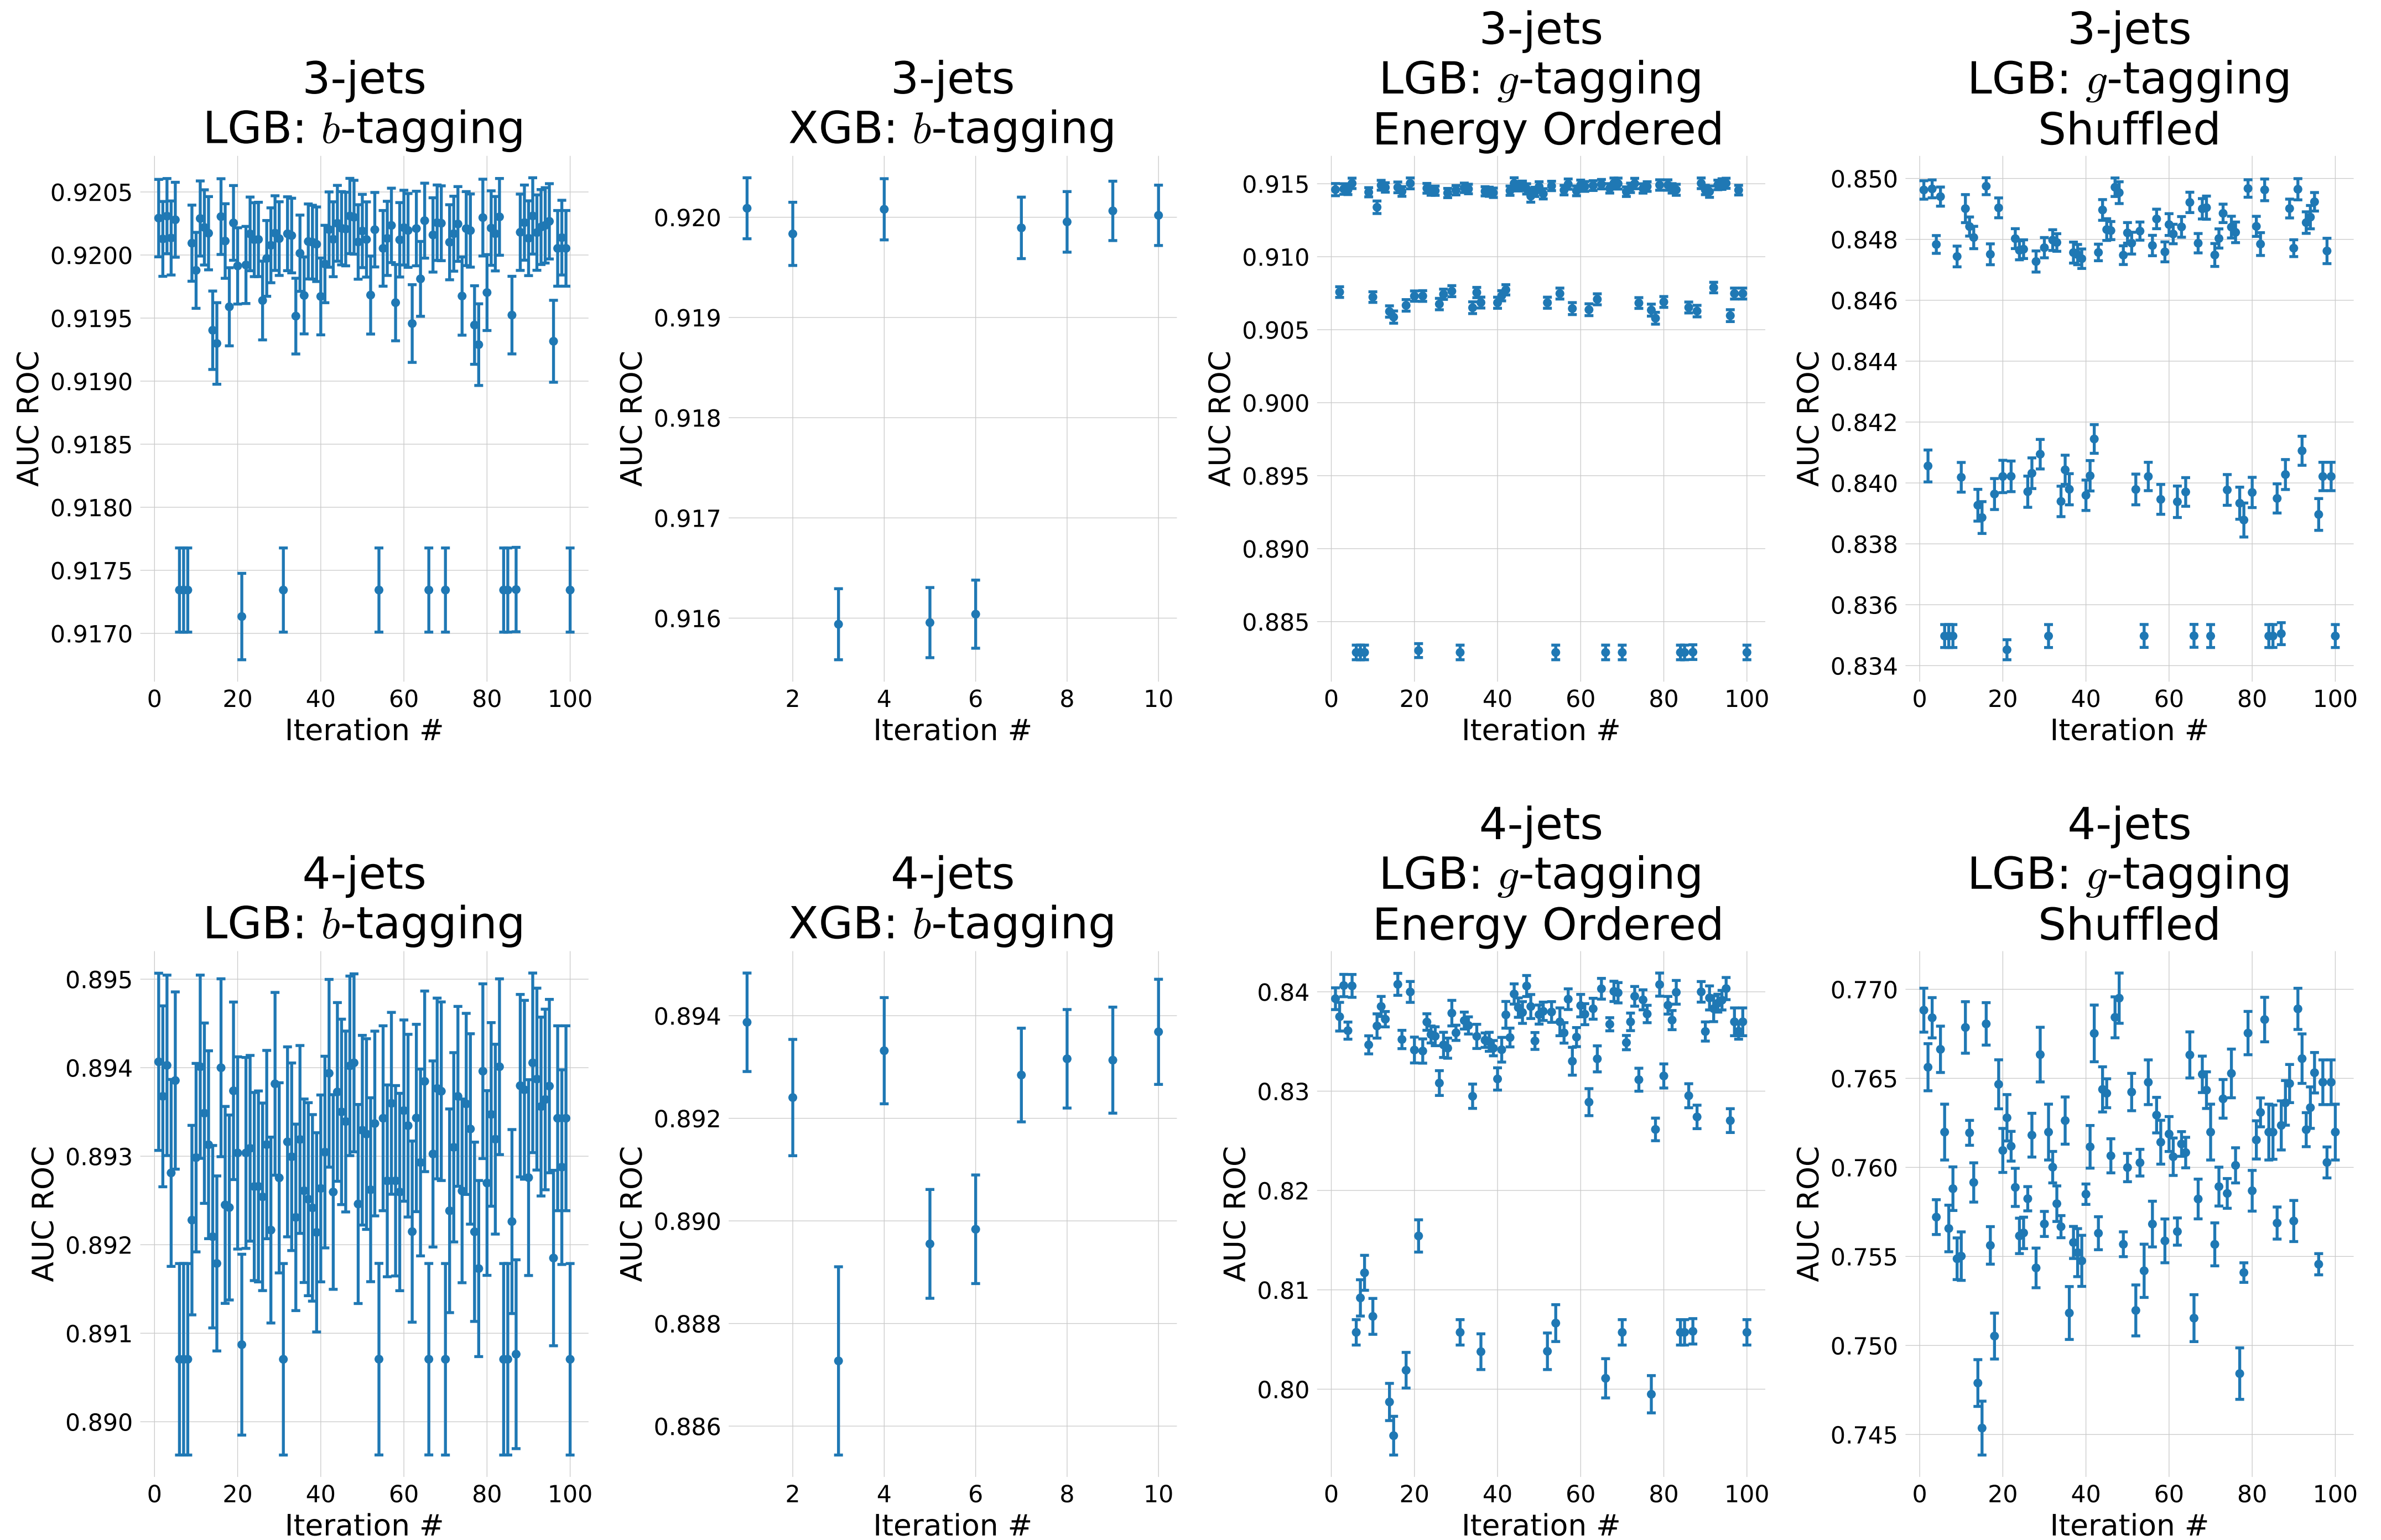 3-jets
LGB: b-tagging
AUC ROC
0.9205
0.9200
0.9195
0.9190
0.9185
0.9180
0.9175
0.9170
0 20 40 60 80 100
Iteration #
3-jets
XGB: b-tagging
AUC ROC
0.920
0.919
0.918
0.917
0.916
2 4 6 8 10
Iteration #
3-jets
LGB: g-tagging
Energy Ordered
AUC ROC
0.915
0.910
0.905
0.900
0.895
0.890
0.885
0 20 40 60 80 100
Iteration #
3-jets
LGB: g-tagging
Shuffled
AUC ROC
0.850
0.848
0.846
0.844
0.842
0.840
0.838
0.836
0.834
0 20 40 60 80 100
Iteration #
4-jets
LGB: b-tagging
AUC ROC
0.895
0.894
0.893
0.892
0.891
0.890
0 20 40 60 80 100
Iteration #
4-jets
XGB: b-tagging
AUC ROC
0.894
0.892
0.890
0.888
0.886
2 4 6 8 10
Iteration #
4-jets
LGB: g-tagging
Energy Ordered
AUC ROC
0.84
0.83
0.82
0.81
0.80
0 20 40 60 80 100
Iteration #
4-jets
LGB: g-tagging
Shuffled
AUC ROC
0.770
0.765
0.760
0.755
0.750
0.745
0 20 40 60 80 100
Iteration #